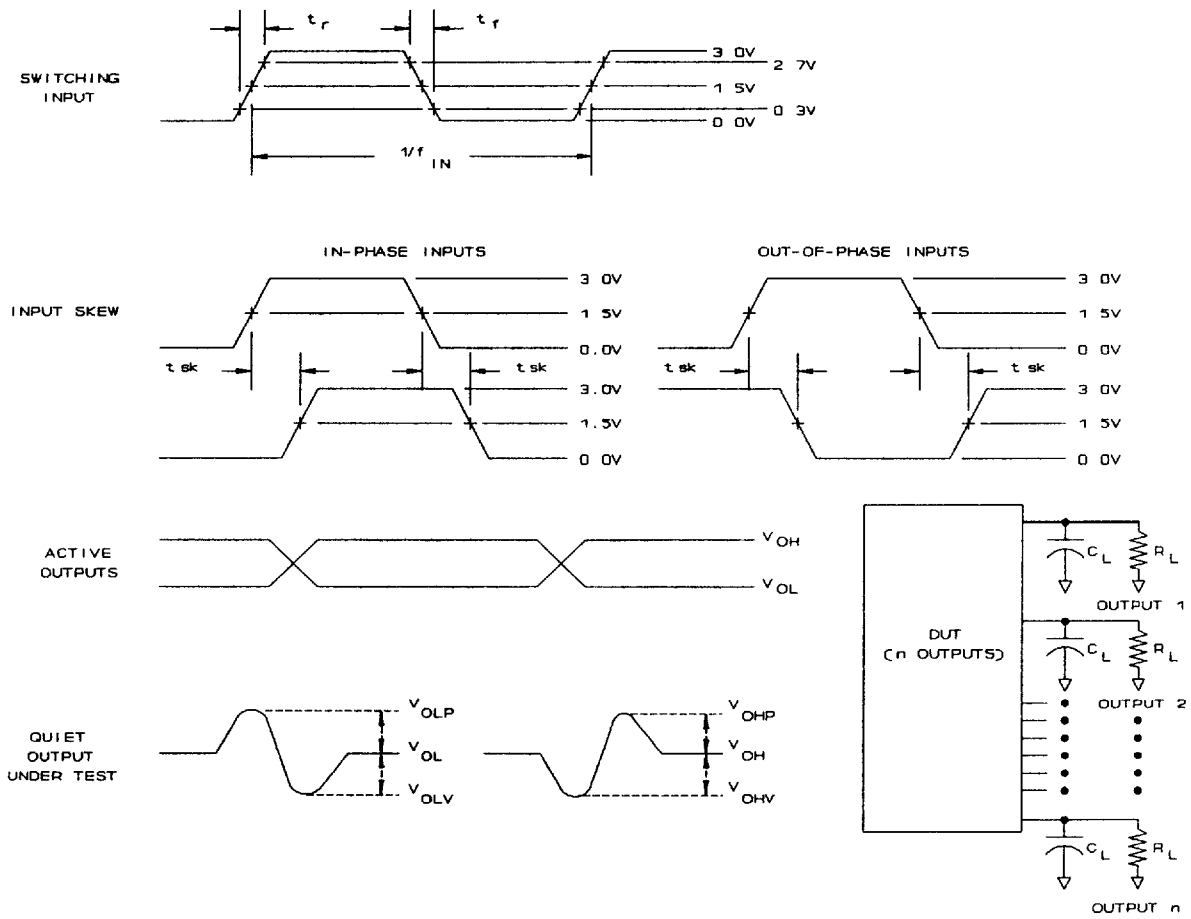 t r
t f
SWITCHING
INPUT
3 0V
2 7V
1 5V
0 3V
0 0V
1/f IN
IN-PHASE INPUTS
OUT-OF-PHASE INPUTS
INPUT SKEW
3 0V
1 5V
0.0V
3 0V
1 5V
0 0V
t sk
t sk
t sk
t sk
3.0V
1.5V
0 0V
3 0V
1 5V
0 0V
ACTIVE
OUTPUTS
V OH
V OL
DUT
(n OUTPUTS)
C L
R L
OUTPUT 1
C L
R L
OUTPUT 2
C L
R L
OUTPUT n
QUIET
OUTPUT
UNDER TEST
V OLP
V OL
V OLV
V OHP
V OH
V OHV